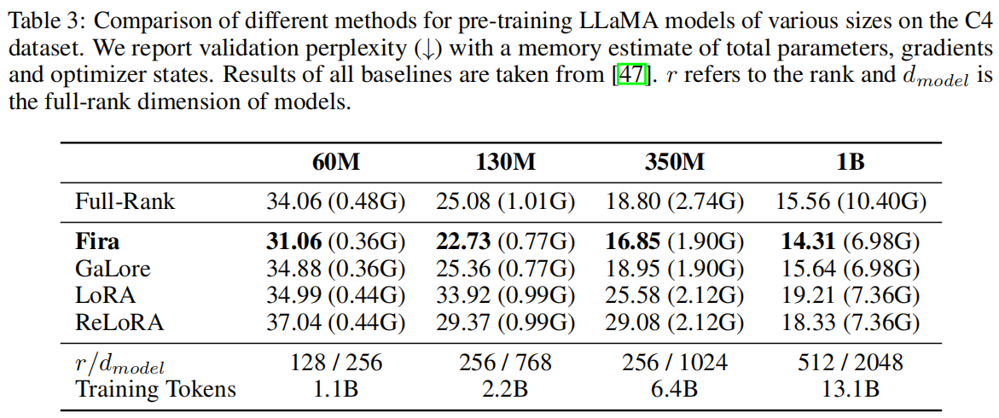 Table 3: Comparison of different methods for pre-training LLaMA models of various sizes on the C4
dataset. We report validation perplexity (↓) with a memory estimate of total parameters, gradients
and optimizer states. Results of all baselines are taken from [47]. r refers to the rank and d_model is
the full-rank dimension of models.
60M 130M 350M 1B
Full-Rank 34.06 (0.48G) 25.08 (1.01G) 18.80 (2.74G) 15.56 (10.40G)
Fira 31.06 (0.36G) 22.73 (0.77G) 16.85 (1.90G) 14.31 (6.98G)
GaLore 34.88 (0.36G) 25.36 (0.77G) 18.95 (1.90G) 15.64 (6.98G)
LoRA 34.99 (0.44G) 33.92 (0.99G) 25.58 (2.12G) 19.21 (7.36G)
ReLoRA 37.04 (0.44G) 29.37 (0.99G) 29.08 (2.12G) 18.33 (7.36G)
r/d_model 128 / 256 256 / 768 256 / 1024 512 / 2048
Training Tokens 1.1B 2.2B 6.4B 13.1B